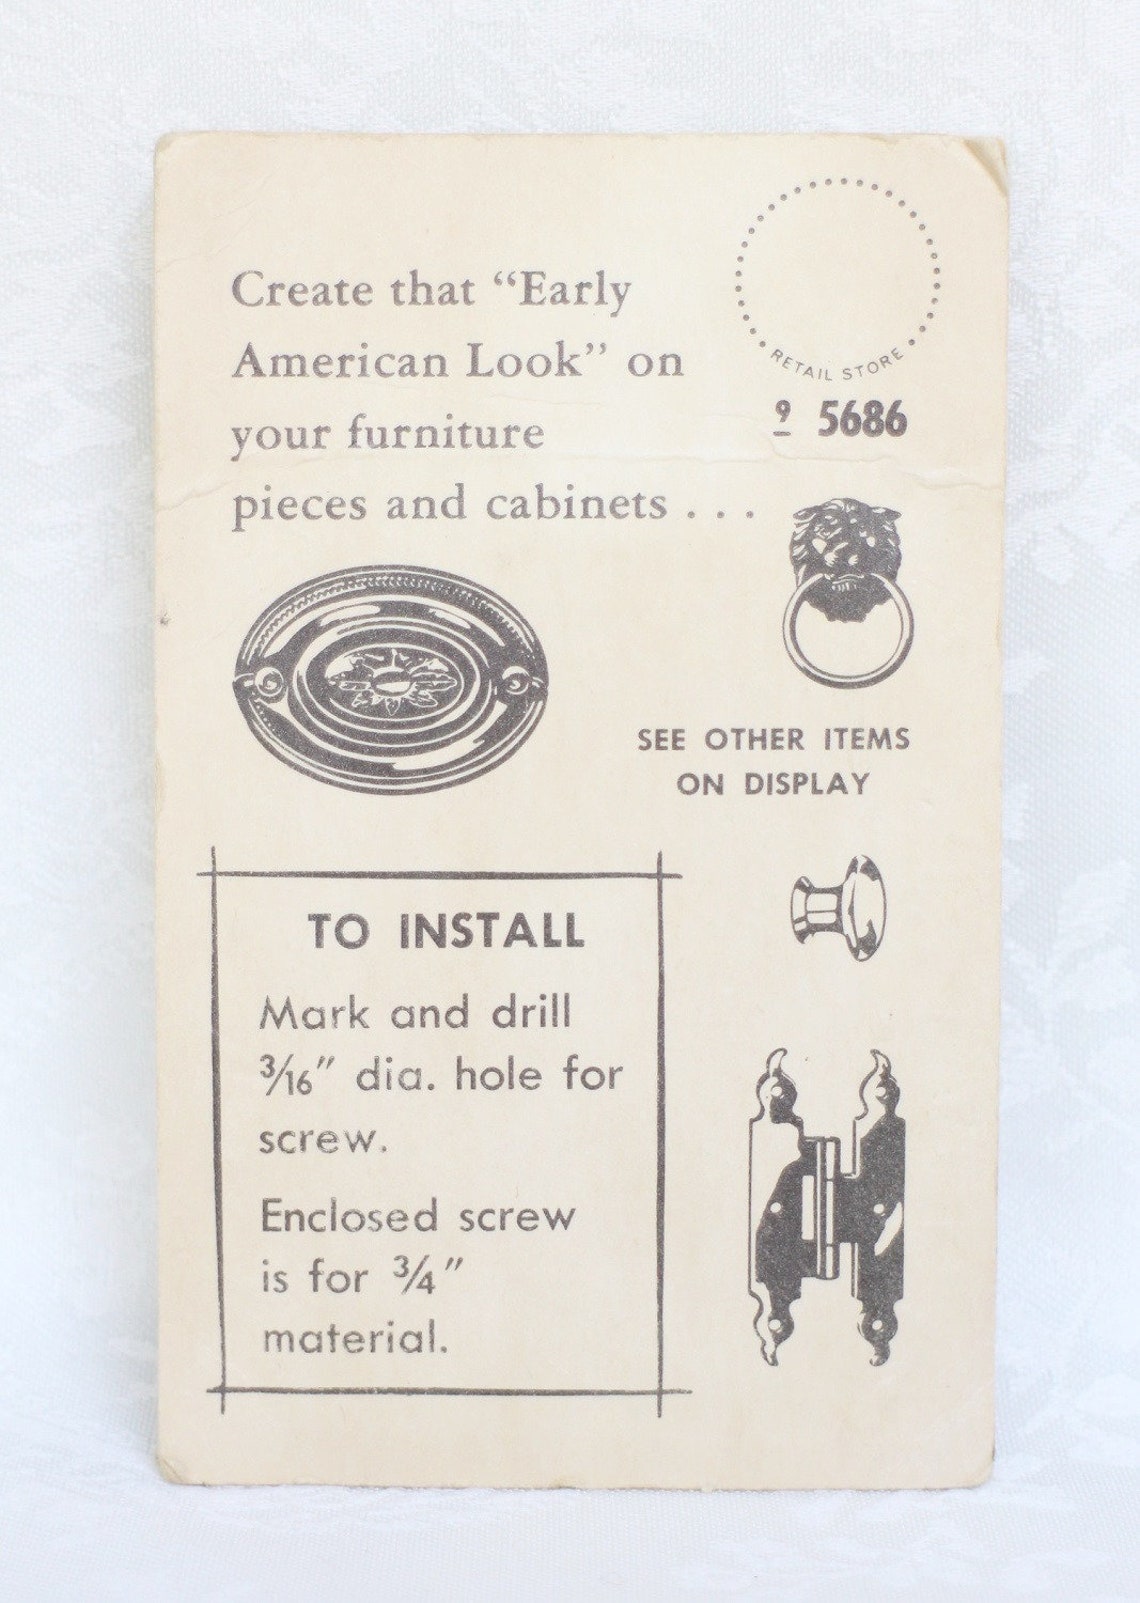 Create that “Early
American Look” on
your furniture
pieces and cabinets . . .
RETAIL STORE
9 5686
SEE OTHER ITEMS
ON DISPLAY
TO INSTALL
Mark and drill
3/16″ dia. hole for
screw.
Enclosed screw
is for 3/4″
material.